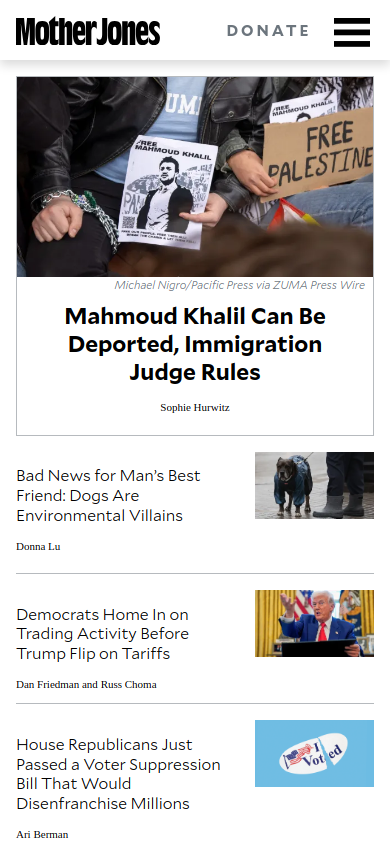 Mother Jones
DONATE
UMI
FREE
MAHMOUD KHALIL
FREE
PALESTINE
Michael Nigro/Pacific Press via ZUMA Press Wire
Mahmoud Khalil Can Be
Deported, Immigration
Judge Rules
Sophie Hurwitz
Bad News for Man’s Best
Friend: Dogs Are
Environmental Villains
Donna Lu
Democrats Home In on
Trading Activity Before
Trump Flip on Tariffs
Dan Friedman and Russ Choma
House Republicans Just
Passed a Voter Suppression
Bill That Would
Disenfranchise Millions
Ari Berman
I
Voted